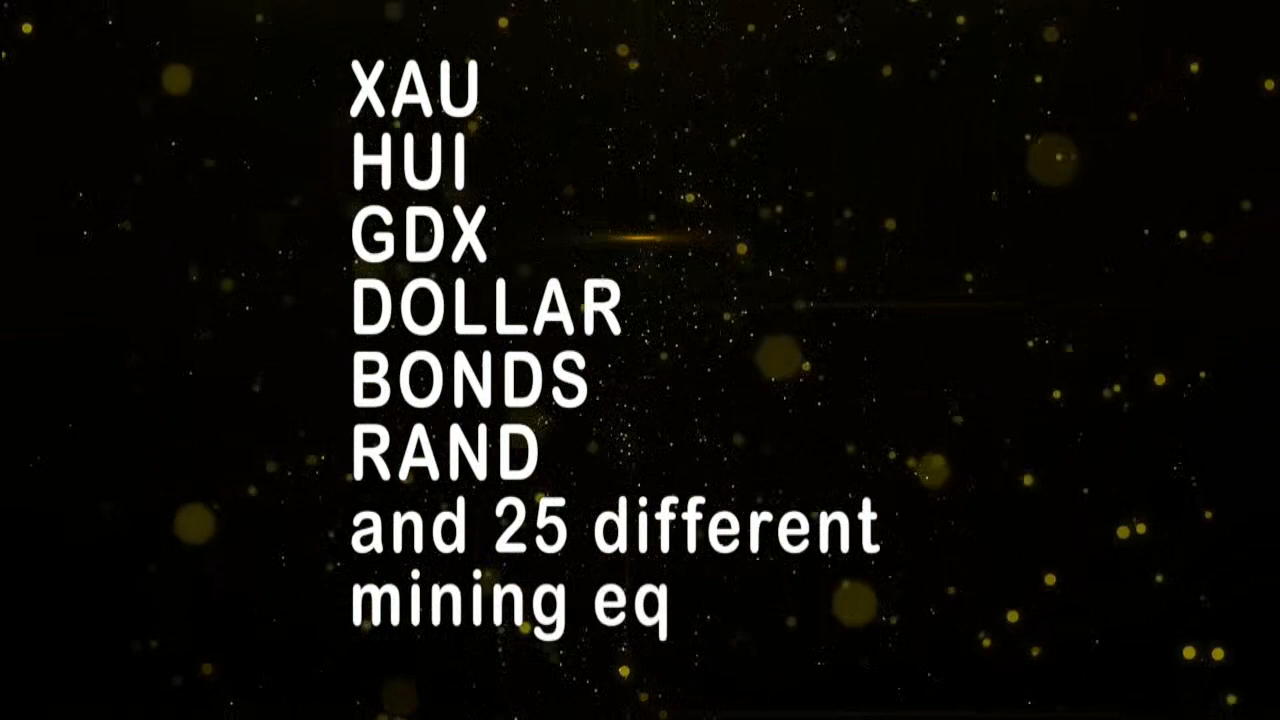 XAU
HUI
GDX
DOLLAR
BONDS
RAND
and 25 different
mining eq